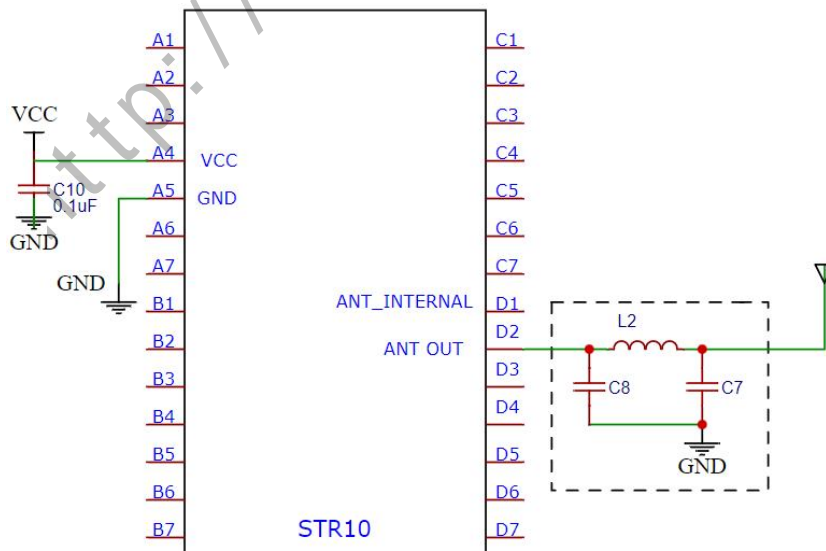 http://
A1
A2
A3
A4
A5
A6
A7
B1
B2
B3
B4
B5
B6
B7
VCC
C10
0.1uF
GND
GND
VCC
GND
ANT_INTERNAL
ANT OUT
STR10
C1
C2
C3
C4
C5
C6
C7
D1
D2
D3
D4
D5
D6
D7
L2
C8
C7
GND